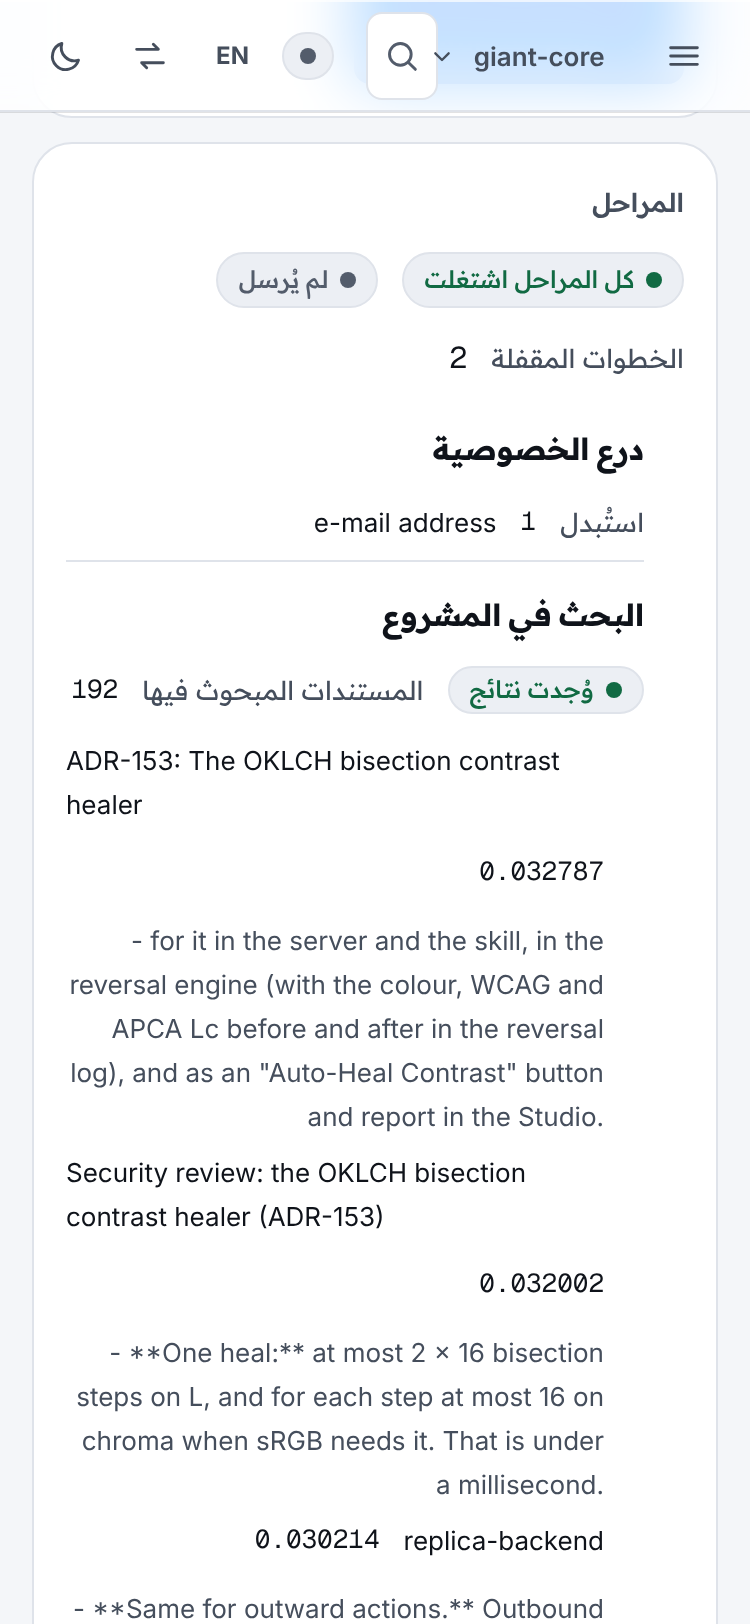 giant-core
EN
المراحل
كل المراحل اشتغلت
لم يُرسل
الخطوات المقفلة 2
درع الخصوصية
استُبدل 1 e-mail address
البحث في المشروع
وُجدت نتائج
المستندات المبحوث فيها 192
ADR-153: The OKLCH bisection contrast
healer
0.032787
- for it in the server and the skill, in the
reversal engine (with the colour, WCAG and
APCA Lc before and after in the reversal
log), and as an "Auto-Heal Contrast" button
and report in the Studio.
Security review: the OKLCH bisection
contrast healer (ADR-153)
0.032002
- **One heal:** at most 2 × 16 bisection
steps on L, and for each step at most 16 on
chroma when sRGB needs it. That is under
a millisecond.
replica-backend 0.030214
- **Same for outward actions.** Outbound